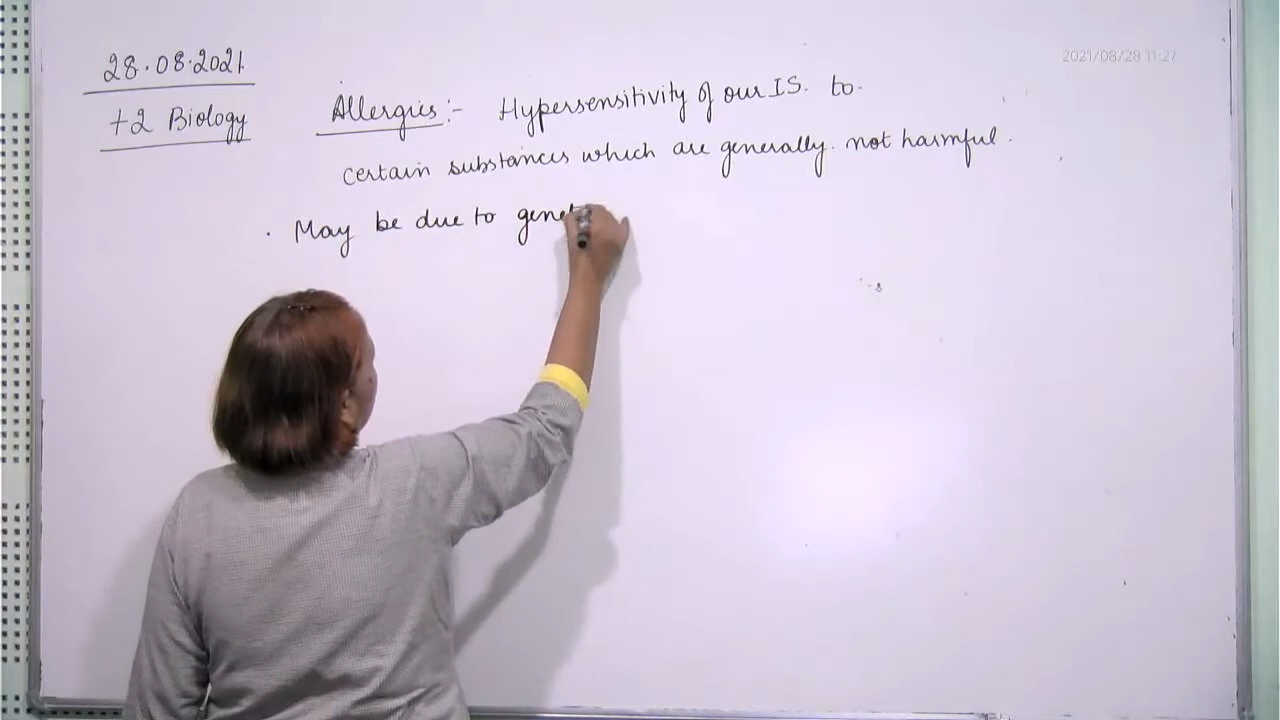 28.08.2021
2021/08/28 11:27
+2 Biology
Allergies:- Hypersensitivity of our IS. to.
certain substances which are generally. not harmful.
. May be due to gene